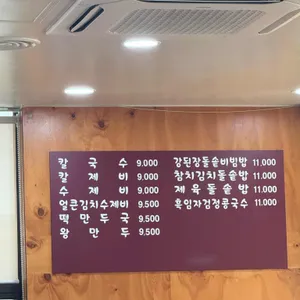 칼국수 9.000
칼제비 9.000
수제비 9.000
얼큰김치수제비 9.500
떡만두국 9.500
왕만두 9.500
강된장돌솥비빔밥 11.000
참치김치돌솥밥 11.000
제육돌솥밥 11.000
흑임자검정콩국수 11.000